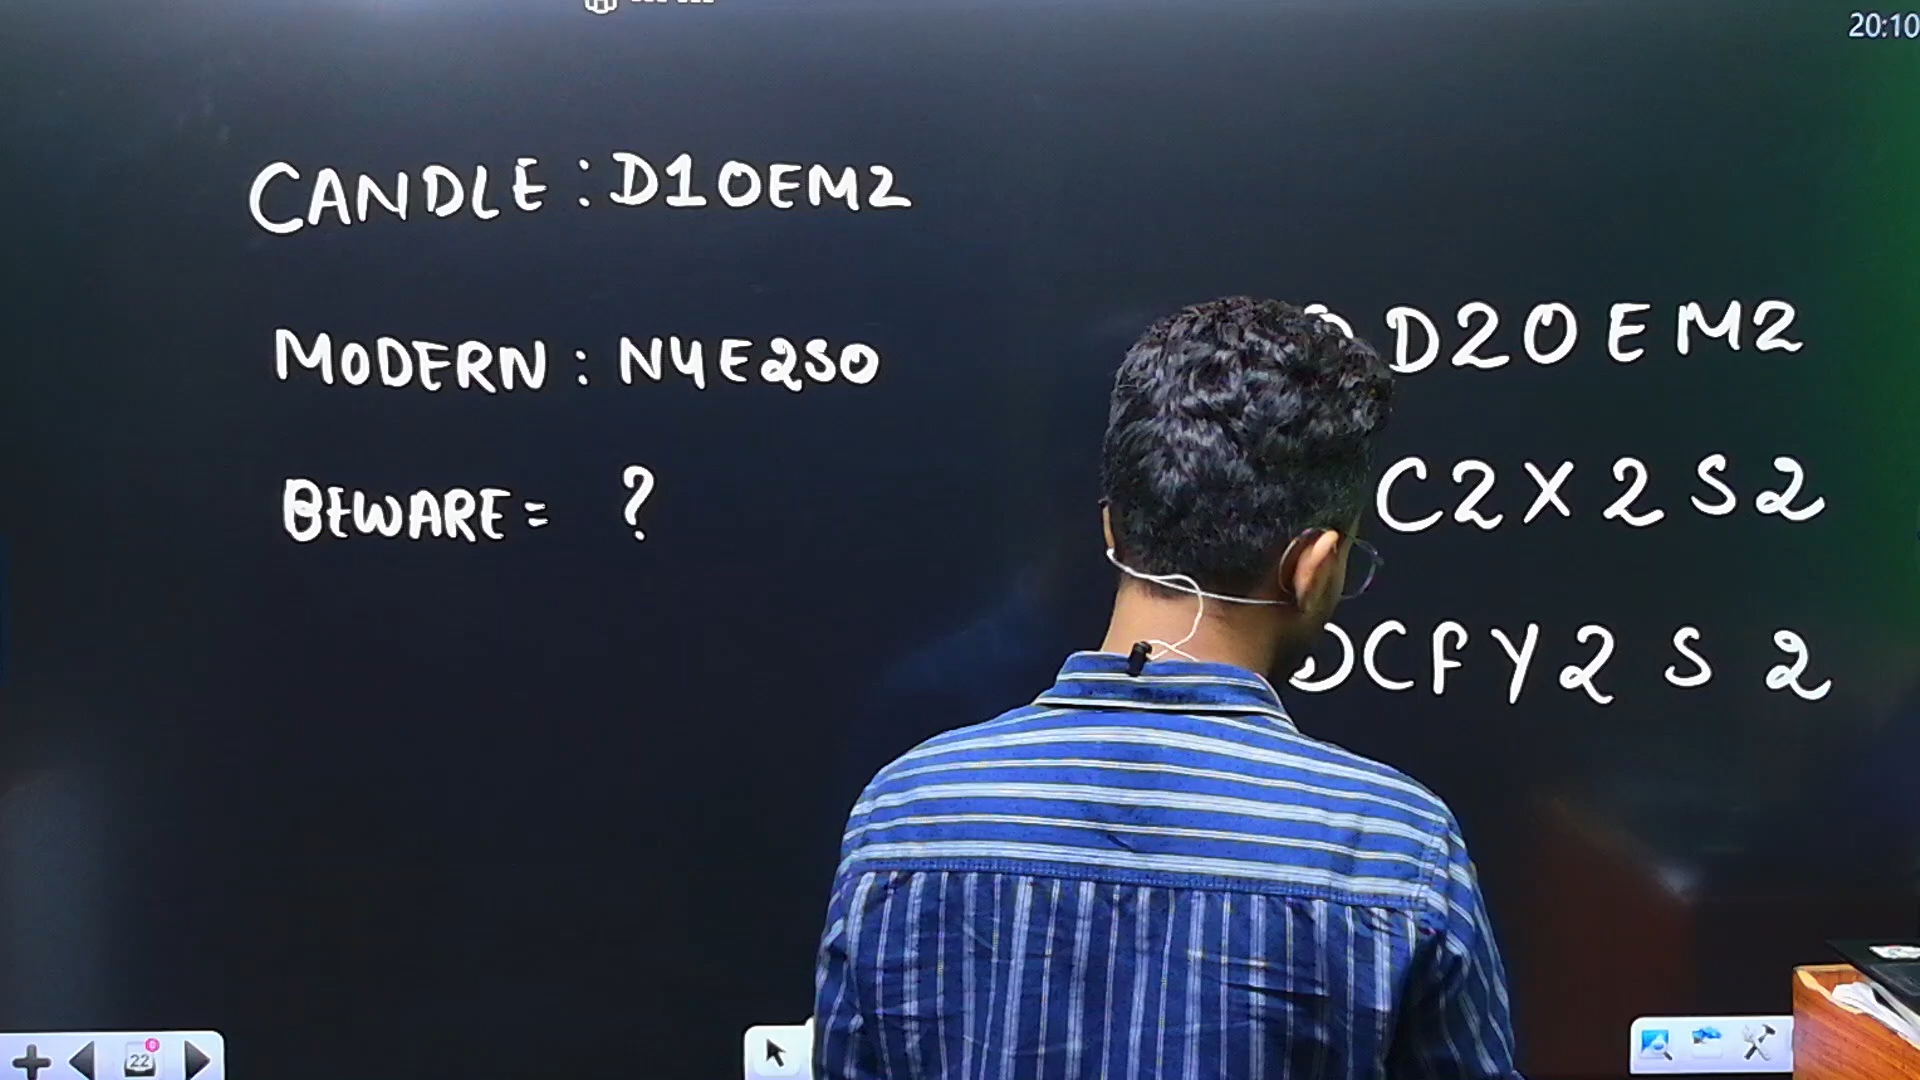 20:10
CANDLE : D1OEM2
MODERN : N4E2SO
BEWARE = ?
D2OEM2
C2X2S2
CFY2S2
22